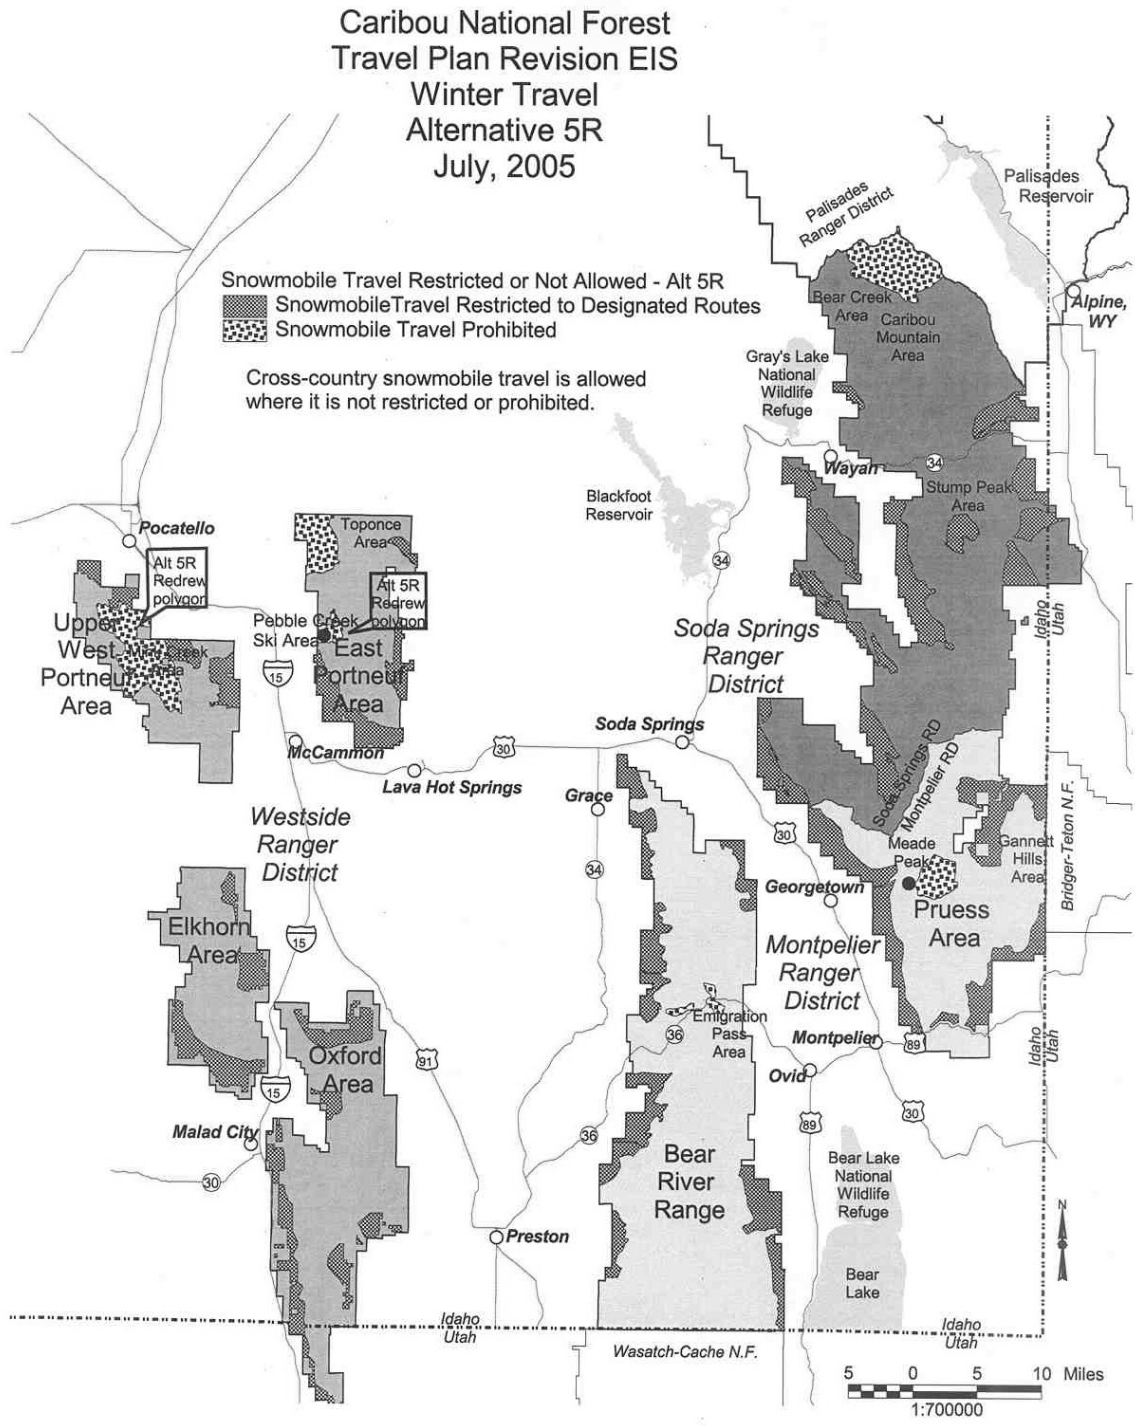 Caribou National Forest
Travel Plan Revision EIS
Winter Travel
Alternative 5R
July, 2005
Palisades
Ranger District
Palisades
Reservoir
Snowmobile Travel Restricted or Not Allowed - Alt 5R
SnowmobileTravel Restricted to Designated Routes
Snowmobile Travel Prohibited
Cross-country snowmobile travel is allowed
where it is not restricted or prohibited.
Bear Creek
Area
Caribou
Mountain
Area
Alpine,
WY
Gray's Lake
National
Wildlife
Refuge
Wayan
34
Stump Peak
Area
Blackfoot
Reservoir
34
Pocatello
Toponce
Area
Alt 5R
Redrew
polygon
Alt 5R
Redrew
polygon
Upper
West
Portneuf
Area
Mink Creek
Area
Pebble Creek
Ski Area
East
Portneuf
Area
15
Soda Springs
Ranger
District
Idaho
Utah
McCammon
30
Soda Springs
Lava Hot Springs
Grace
Soda Springs RD
Montpelier RD
Bridger-Teton N.F.
Westside
Ranger
District
30
34
Meade
Peak
Gannett
Hills
Area
Georgetown
Pruess
Area
Elkhorn
Area
15
Montpelier
Ranger
District
Emigration
Pass
Area
36
Montpelier
89
Idaho
Utah
Oxford
Area
91
Ovid
15
Malad City
36
89
30
30
Bear
River
Range
Bear Lake
National
Wildlife
Refuge
N
Preston
Bear
Lake
Idaho
Utah
Idaho
Utah
Wasatch-Cache N.F.
5 0 5 10 Miles
1:700000